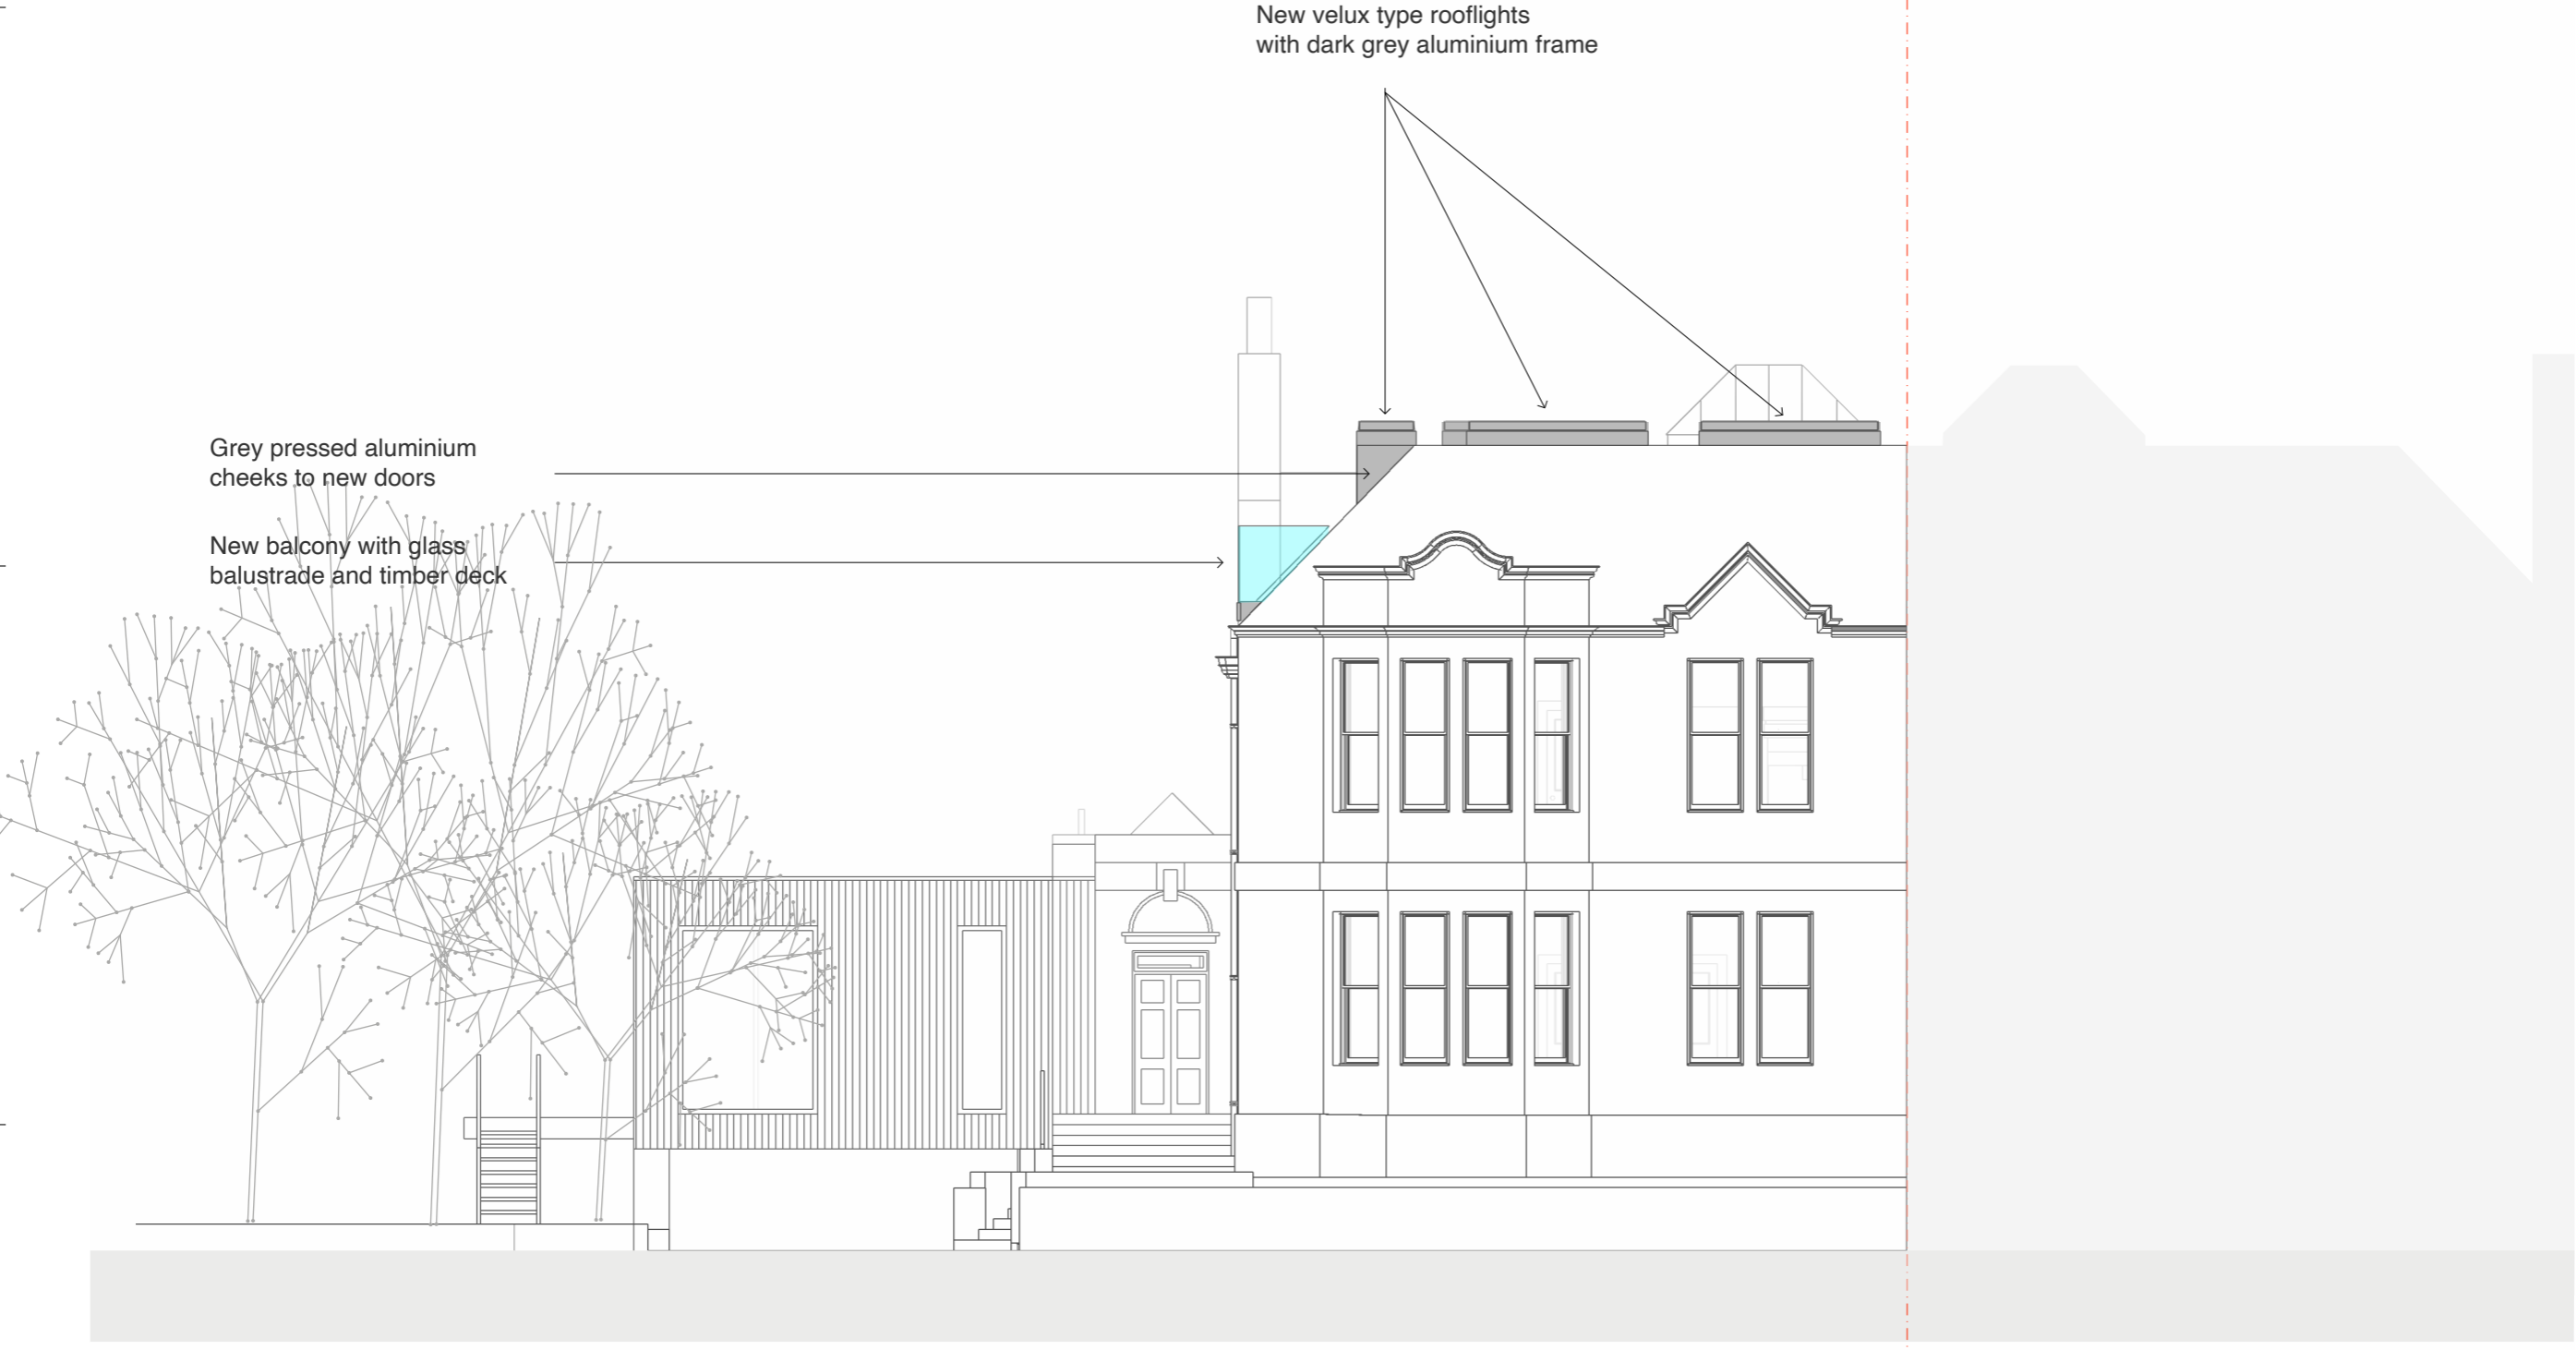 New velux type rooflights
with dark grey aluminium frame
Grey pressed aluminium
cheeks to new doors
New balcony with glass
balustrade and timber deck